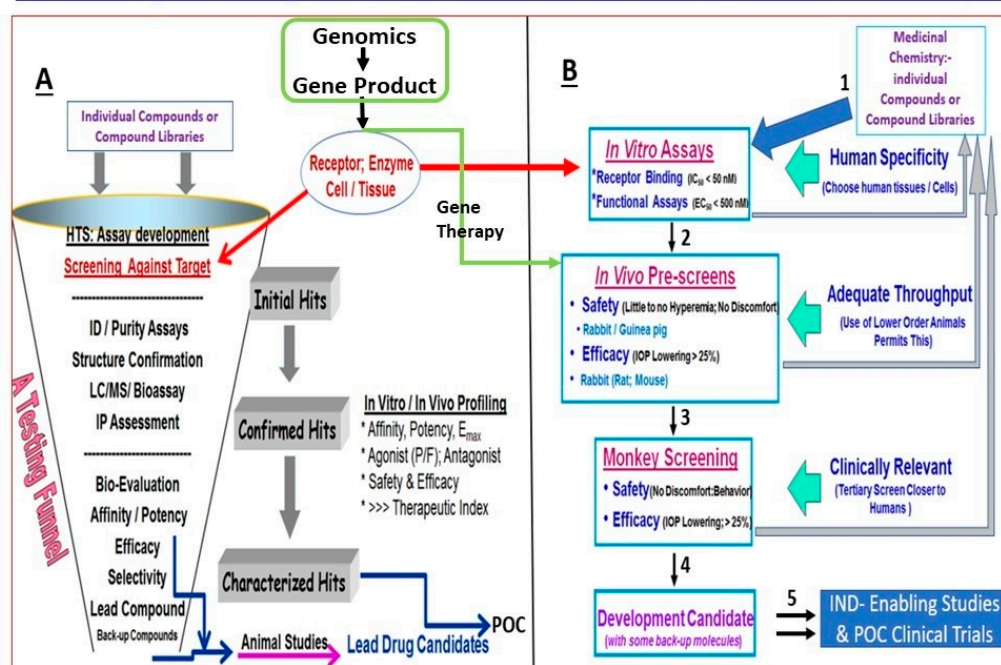 Genomics
Gene Product
A
Individual Compounds or
Compound Libraries
Receptor; Enzyme
Cell / Tissue
Gene
Therapy
HTS: Assay development
Screening Against Target
ID / Purity Assays
Structure Confirmation
LC/MS/ Bioassay
IP Assessment
Bio-Evaluation
Affinity / Potency
Efficacy
Selectivity
Lead Compound
Back-up Compounds
A Testing Funnel
Initial Hits
Confirmed Hits
Characterized Hits
In Vitro / In Vivo Profiling
* Affinity, Potency, Emax
* Agonist (P/F); Antagonist
* Safety & Efficacy
* >>> Therapeutic Index
Animal Studies
Lead Drug Candidates
POC
B
1
Medicinal
Chemistry:-
individual
Compounds or
Compound Libraries
In Vitro Assays
*Receptor Binding (IC50 < 50 nM)
*Functional Assays (EC50 < 500 nM)
Human Specificity
(Choose human tissues / Cells)
2
In Vivo Pre-screens
• Safety (Little to no Hyperemia; No Discomfort)
• Rabbit / Guinea pig
• Efficacy (IOP Lowering > 25%)
• Rabbit (Rat; Mouse)
Adequate Throughput
(Use of Lower Order Animals
Permits This)
3
Monkey Screening
• Safety(No Discomfort:Behavior)
• Efficacy (IOP Lowering; > 25%)
Clinically Relevant
(Tertiary Screen Closer to
Humans )
4
Development Candidate
(with some back-up molecules)
5
IND- Enabling Studies
& POC Clinical Trials